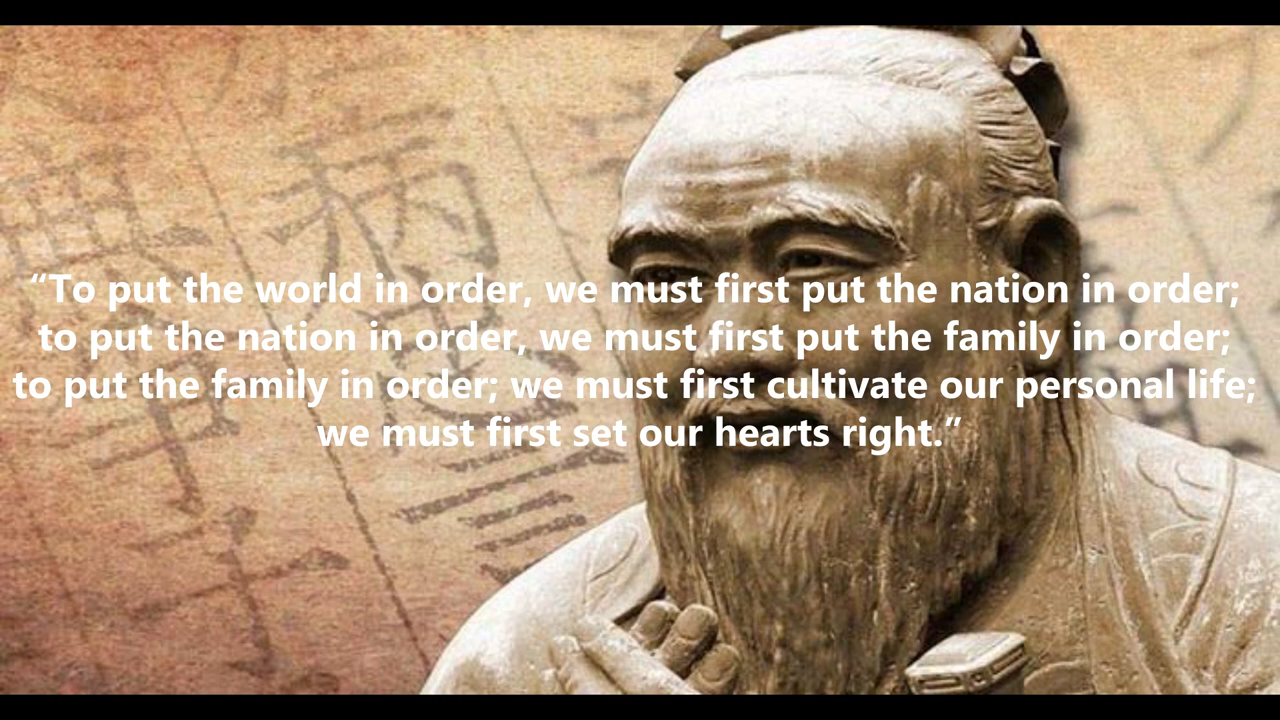 “To put the world in order, we must first put the nation in order;
to put the nation in order, we must first put the family in order;
to put the family in order; we must first cultivate our personal life;
we must first set our hearts right.”